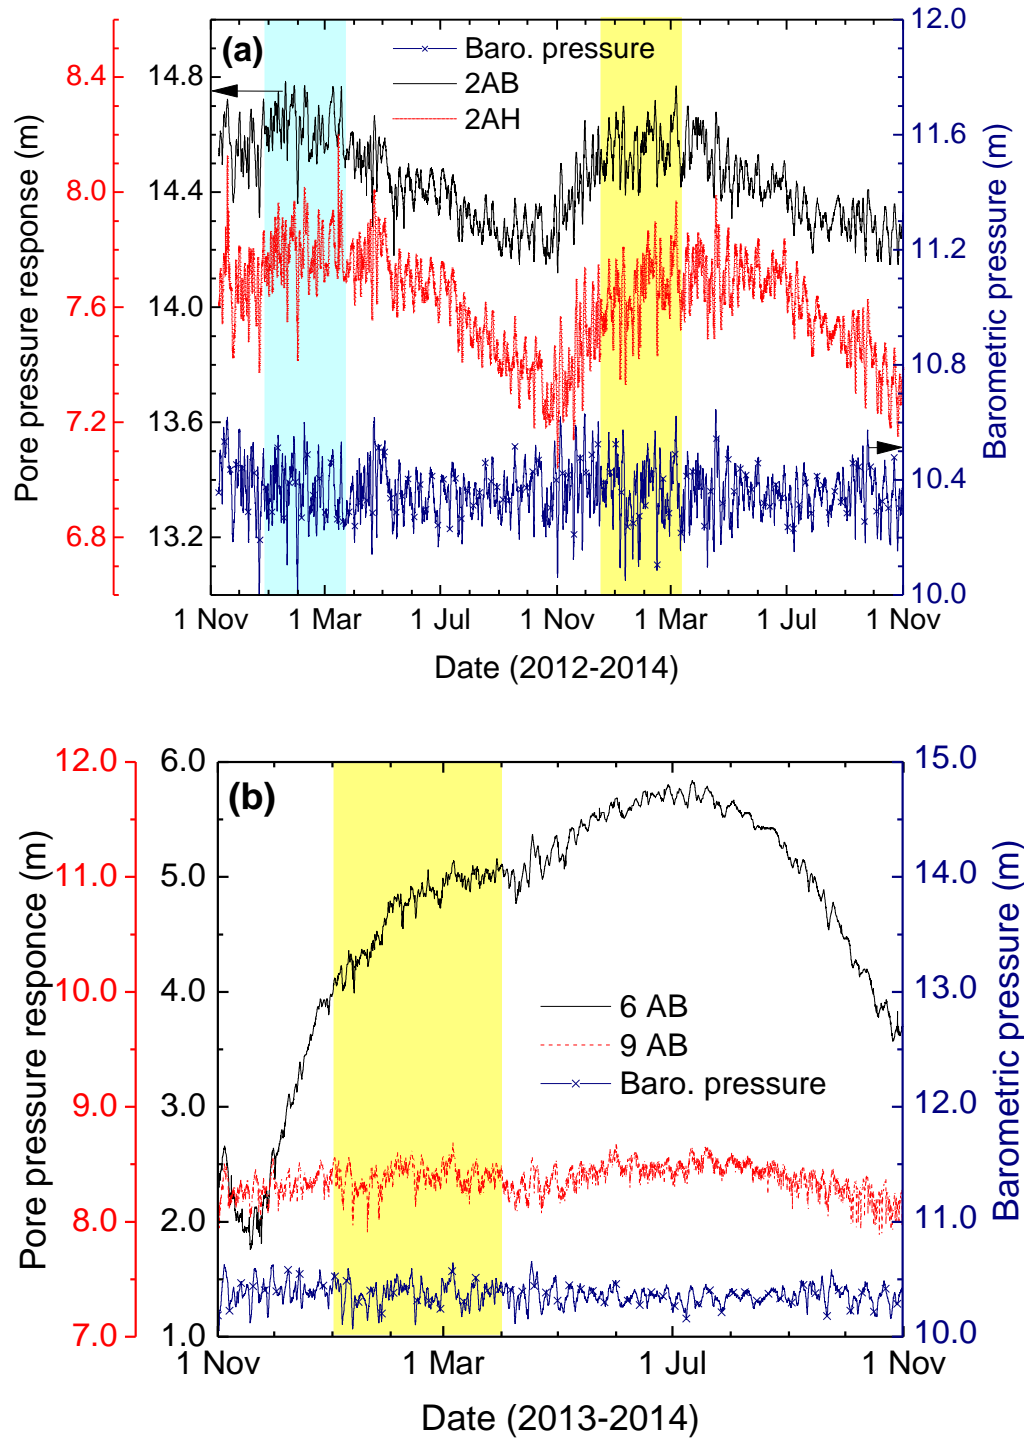 (a)
Baro. pressure
2AB
2AH
Pore pressure response (m)
8.4
8.0
7.6
7.2
6.8
14.8
14.4
14.0
13.6
13.2
12.0
11.6
11.2
10.8
10.4
10.0
Barometric pressure (m)
1 Nov 1 Mar 1 Jul 1 Nov 1 Mar 1 Jul 1 Nov
Date (2012-2014)
(b)
Pore pressure responce (m)
12.0
11.0
10.0
9.0
8.0
7.0
6.0
5.0
4.0
3.0
2.0
1.0
6 AB
9 AB
Baro. pressure
15.0
14.0
13.0
12.0
11.0
10.0
Barometric pressure (m)
1 Nov 1 Mar 1 Jul 1 Nov
Date (2013-2014)